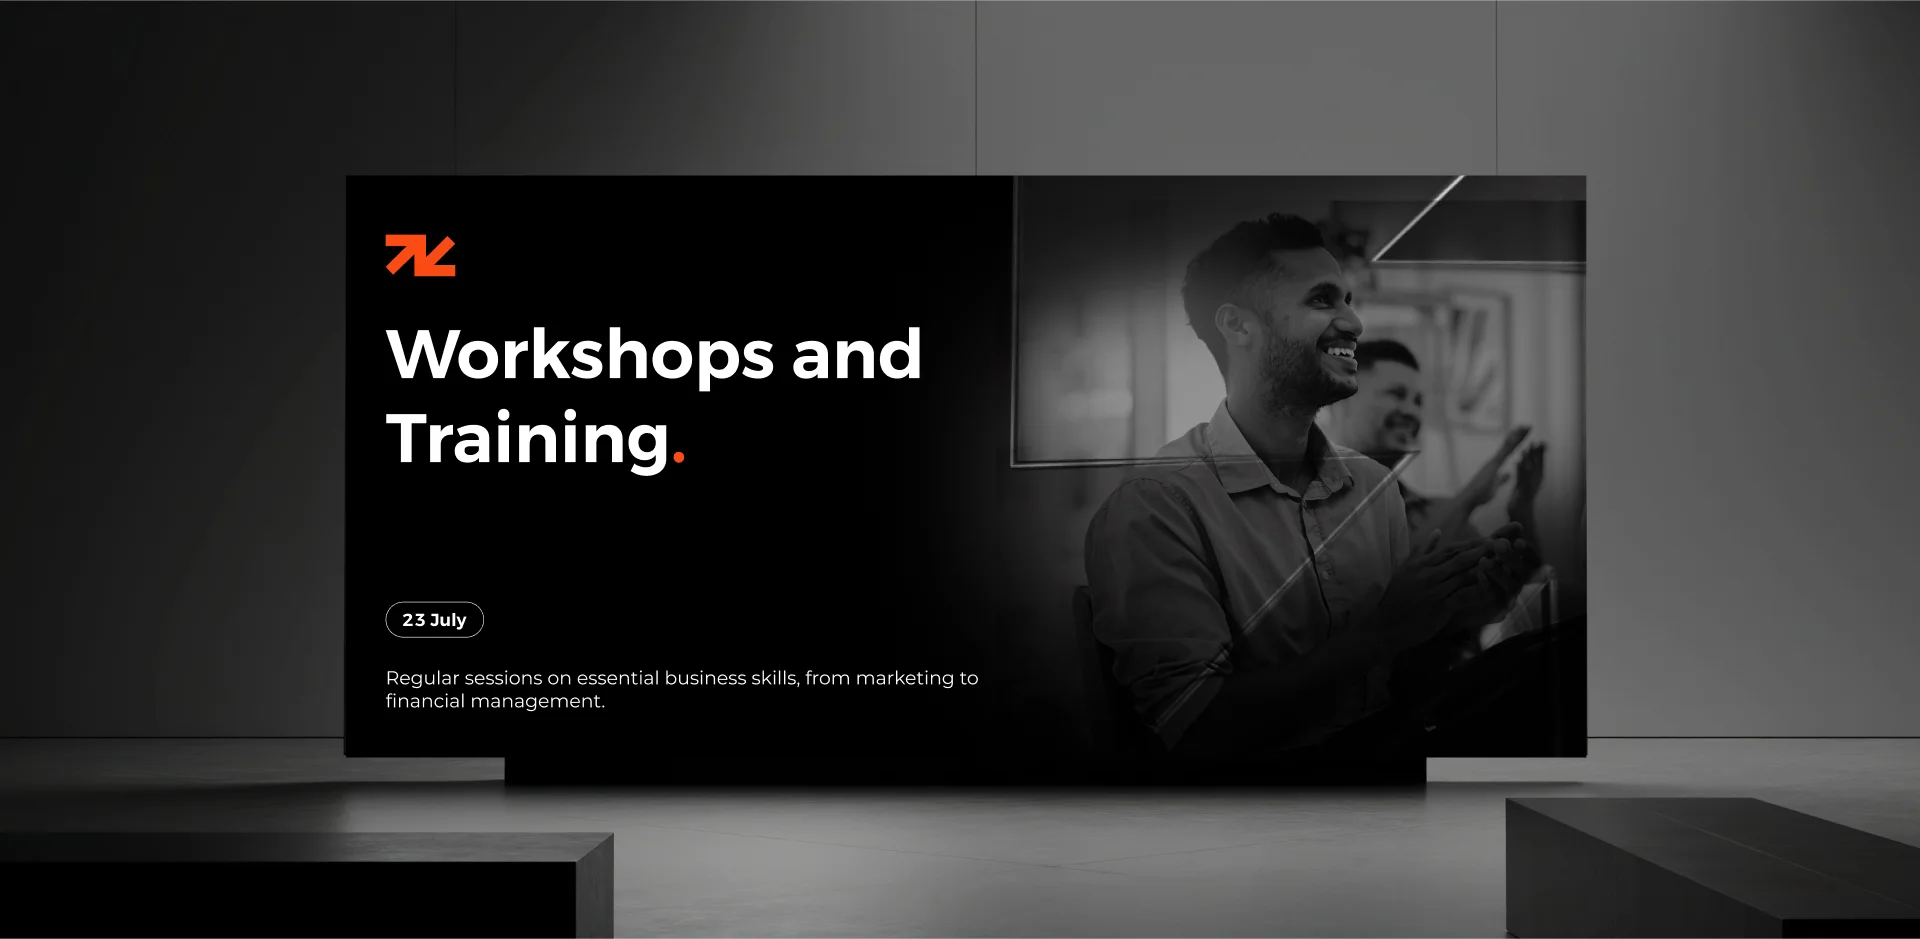 Workshops and
Training.
23 July
Regular sessions on essential business skills, from marketing to
financial management.